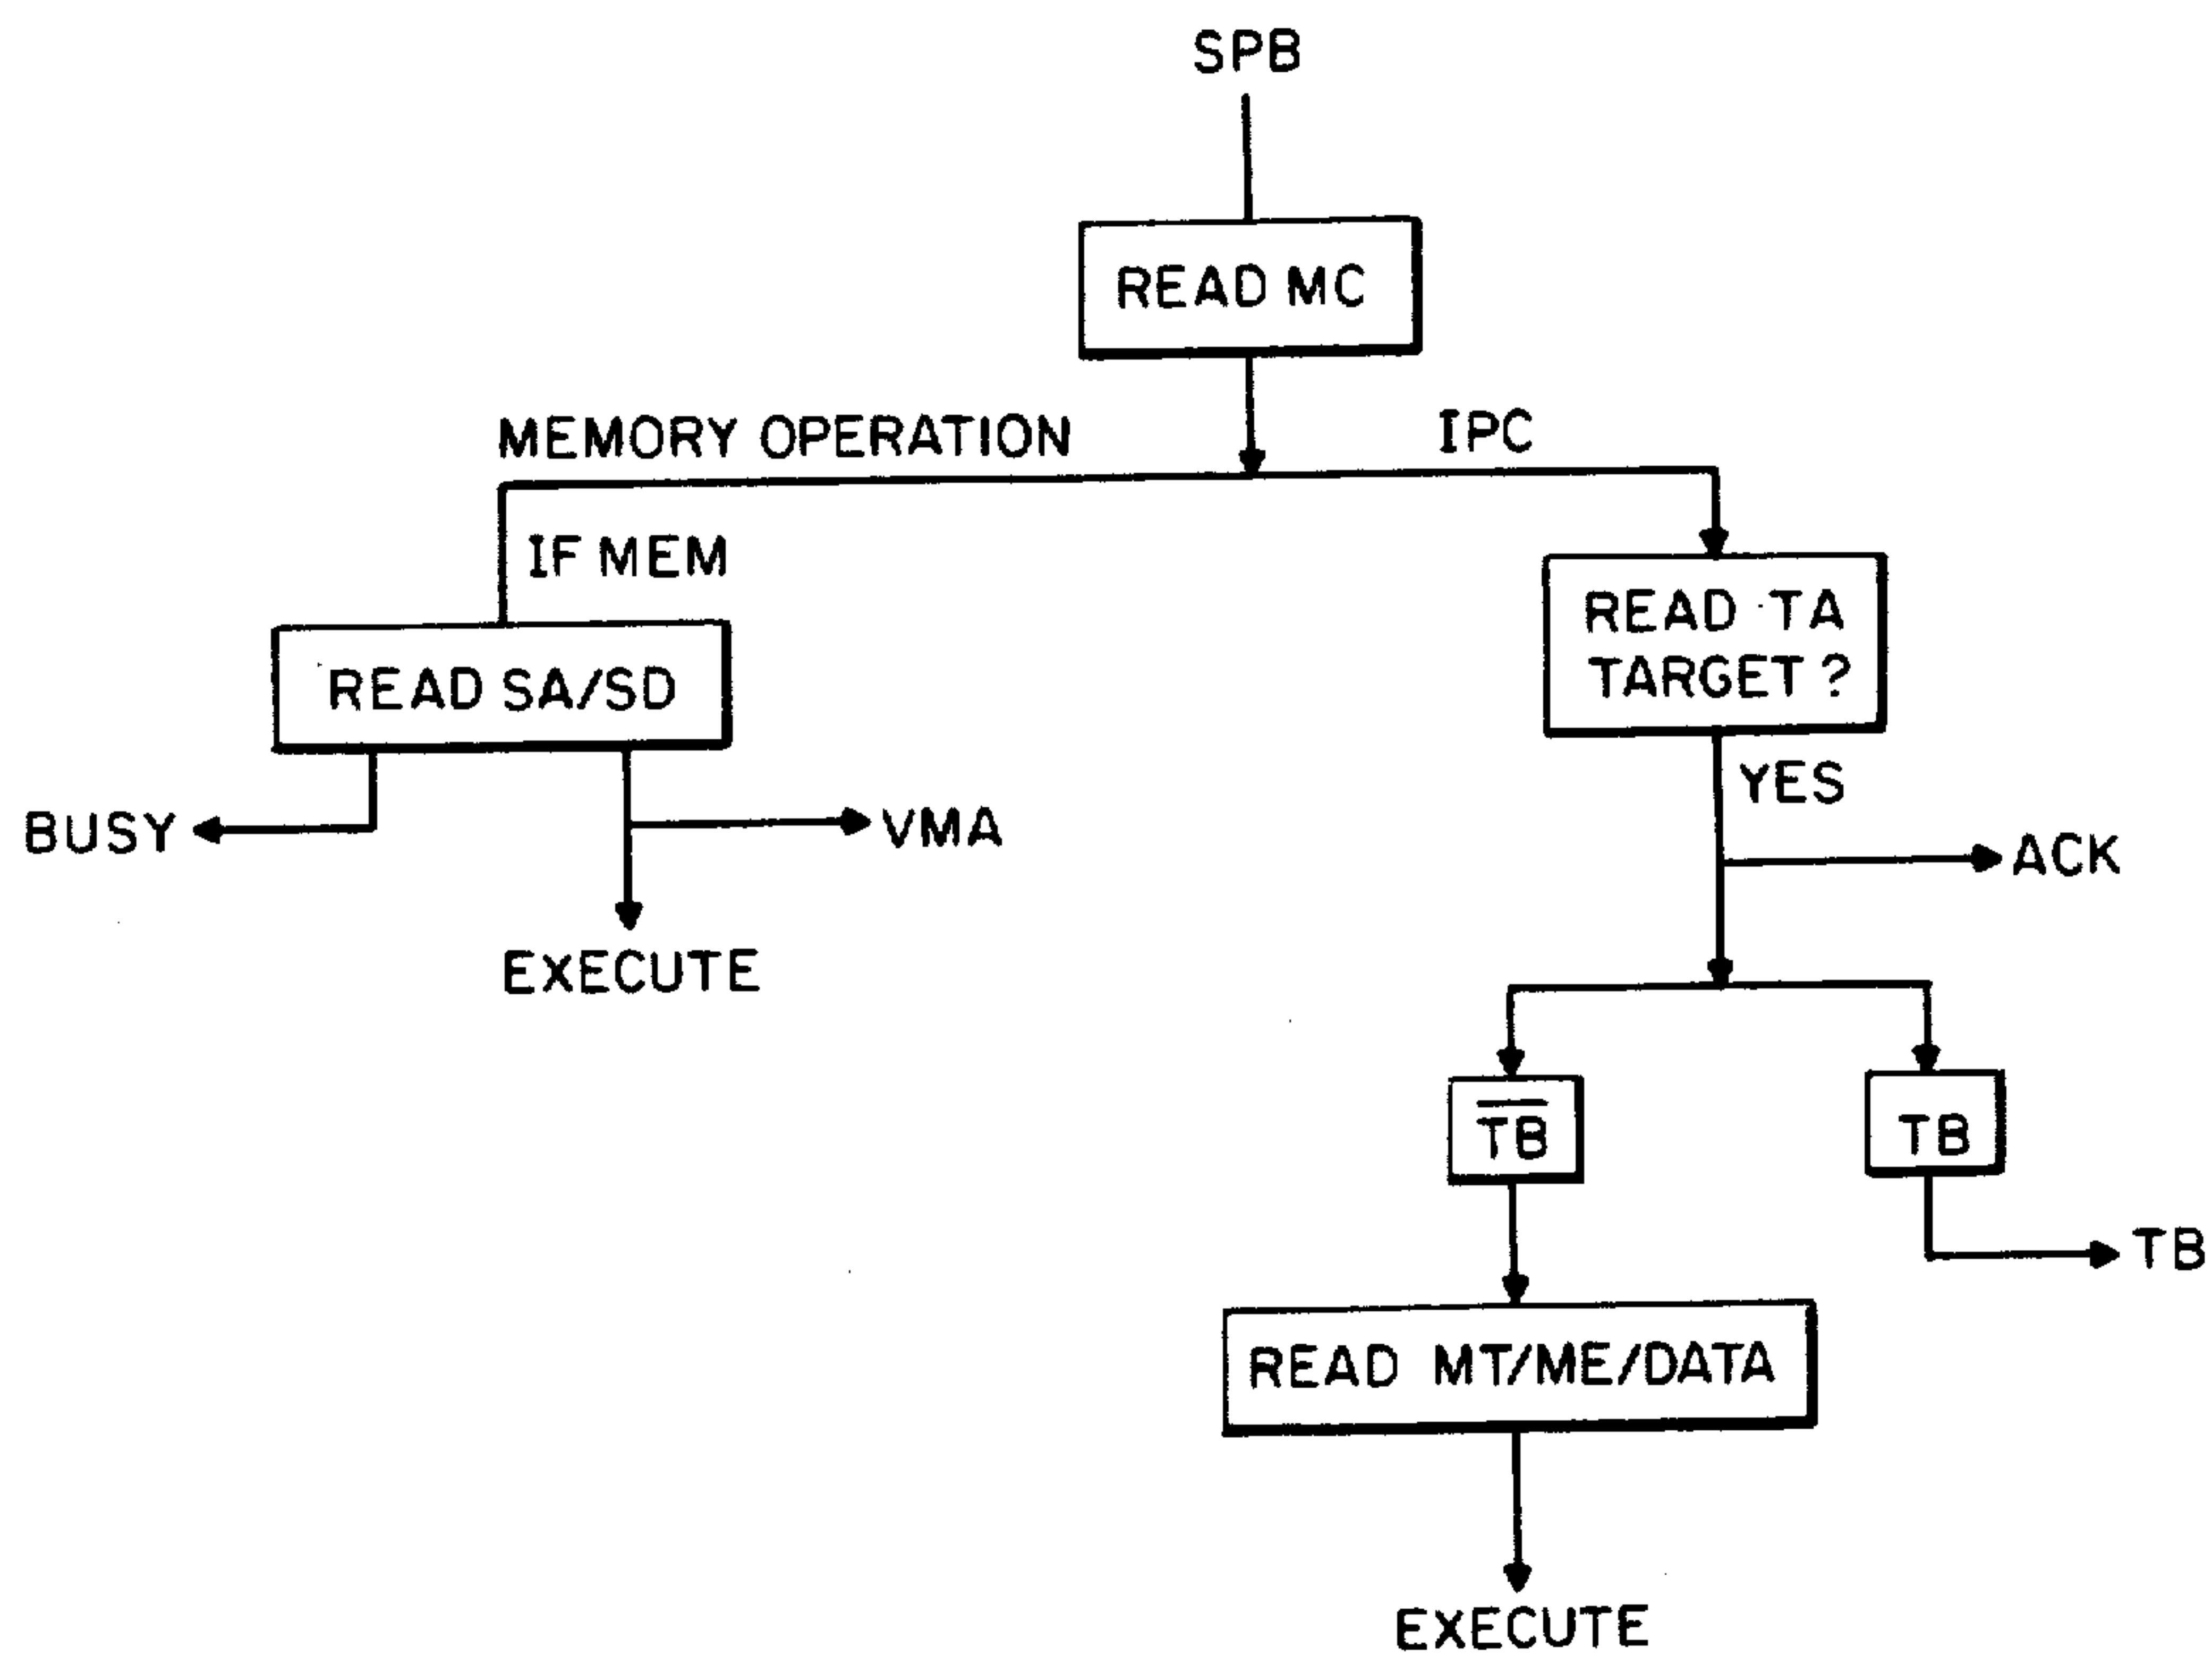 SPB
READ MC
MEMORY OPERATION
IPC
IF MEM
READ TA
TARGET ?
READ SA/SD
YES
BUSY
VMA
ACK
EXECUTE
T̅B̅
TB
TB
READ MT/ME/DATA
EXECUTE